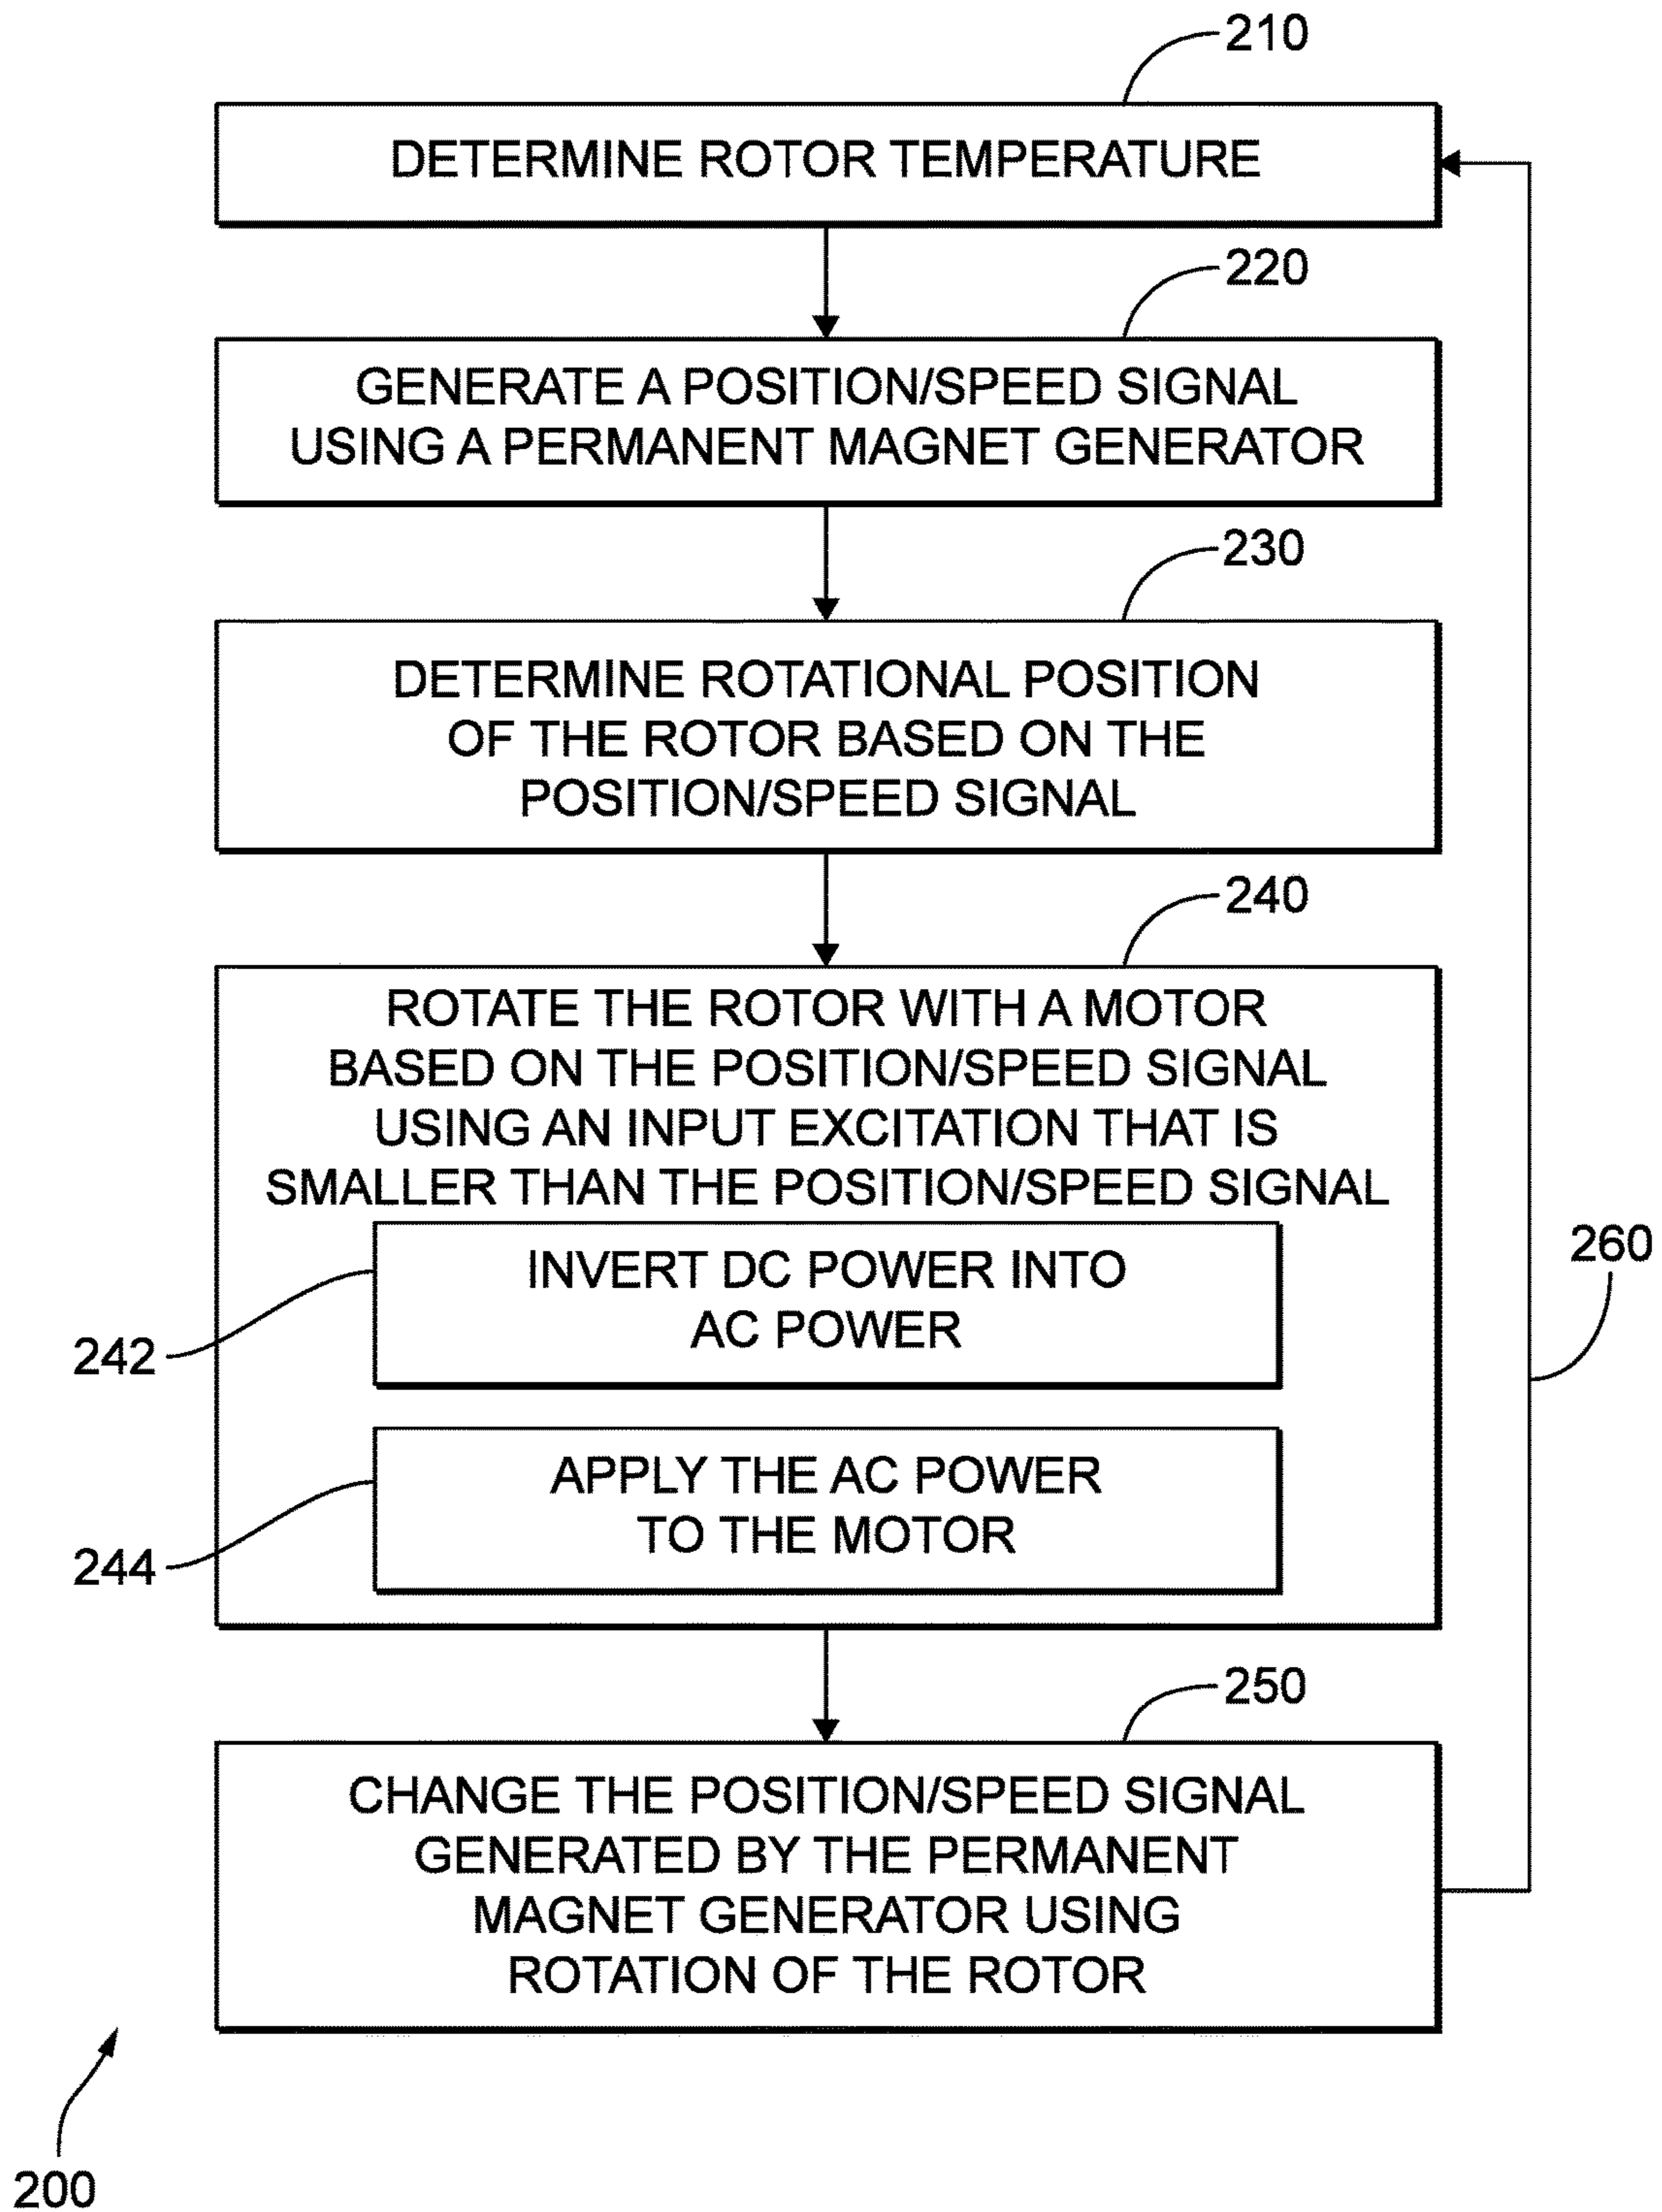 210
DETERMINE ROTOR TEMPERATURE
220
GENERATE A POSITION/SPEED SIGNAL
USING A PERMANENT MAGNET GENERATOR
230
DETERMINE ROTATIONAL POSITION
OF THE ROTOR BASED ON THE
POSITION/SPEED SIGNAL
240
ROTATE THE ROTOR WITH A MOTOR
BASED ON THE POSITION/SPEED SIGNAL
USING AN INPUT EXCITATION THAT IS
SMALLER THAN THE POSITION/SPEED SIGNAL
260
INVERT DC POWER INTO
AC POWER
242
APPLY THE AC POWER
TO THE MOTOR
244
250
CHANGE THE POSITION/SPEED SIGNAL
GENERATED BY THE PERMANENT
MAGNET GENERATOR USING
ROTATION OF THE ROTOR
200